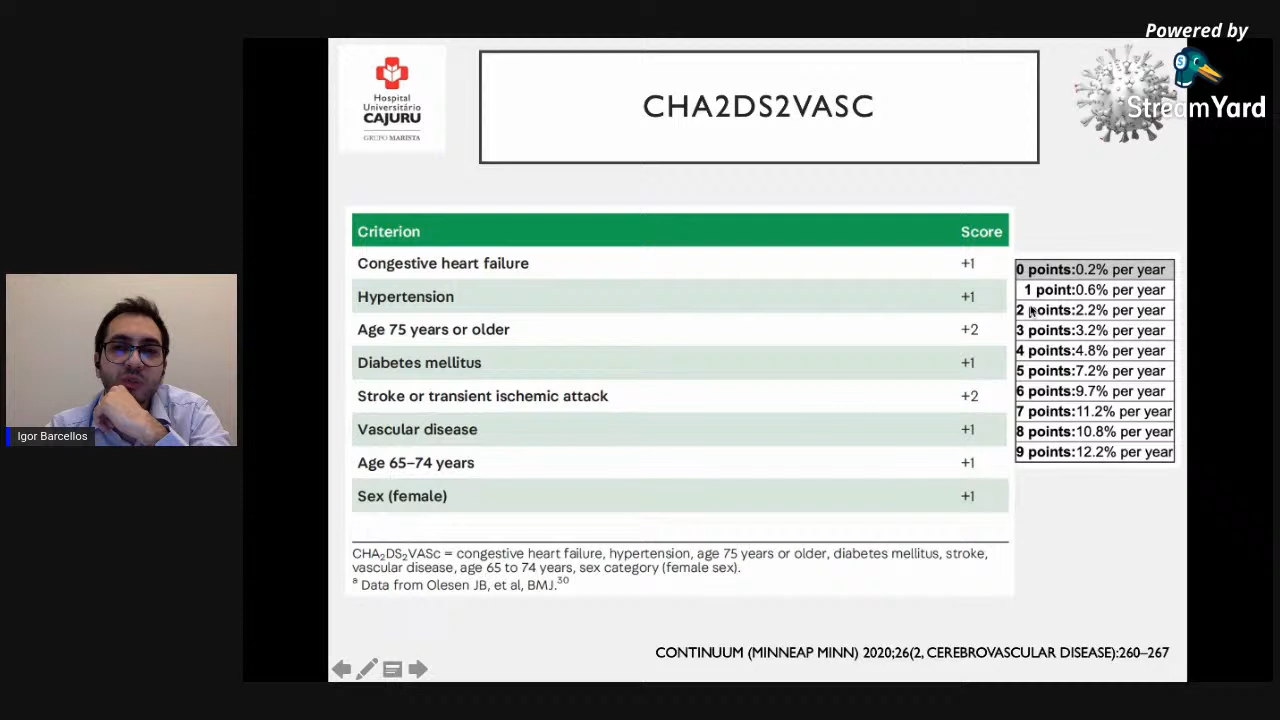 Powered by
StreamYard
Hospital
Universitário
CAJURU
GRUPO MARISTA
CHA2DS2VASC
Criterion Score
Congestive heart failure +1
Hypertension +1
Age 75 years or older +2
Diabetes mellitus +1
Stroke or transient ischemic attack +2
Vascular disease +1
Age 65–74 years +1
Sex (female) +1
0 points:0.2% per year
1 point:0.6% per year
2 points:2.2% per year
3 points:3.2% per year
4 points:4.8% per year
5 points:7.2% per year
6 points:9.7% per year
7 points:11.2% per year
8 points:10.8% per year
9 points:12.2% per year
CHA₂DS₂VASc = congestive heart failure, hypertension, age 75 years or older, diabetes mellitus, stroke,
vascular disease, age 65 to 74 years, sex category (female sex).
ᵃ Data from Olesen JB, et al, BMJ.³⁰
CONTINUUM (MINNEAP MINN) 2020;26(2, CEREBROVASCULAR DISEASE):260–267
Igor Barcellos